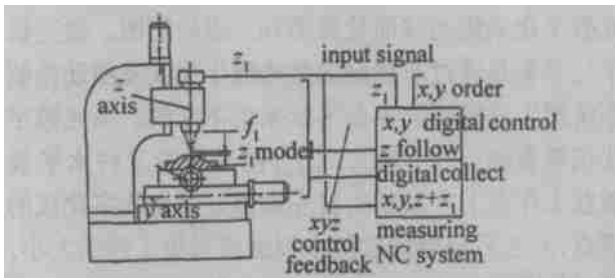 z₁
input signal
z
axis
z₁
x,y order
f₁
z₁ model
x,y digital control
z follow
digital collect
x,y,z+z₁
y axis
xyz
control
feedback
measuring
NC system